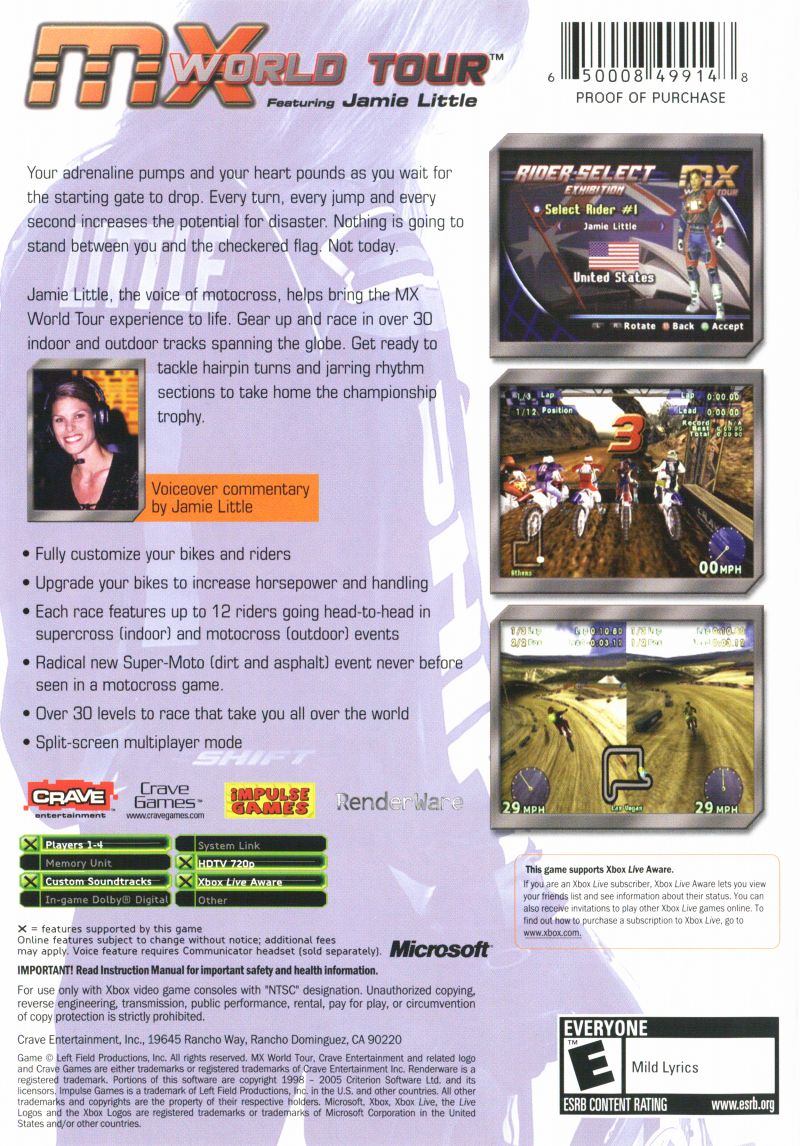 MX WORLD TOUR™
Featuring Jamie Little
6 50008 49914 8
PROOF OF PURCHASE
Your adrenaline pumps and your heart pounds as you wait for
the starting gate to drop. Every turn, every jump and every
second increases the potential for disaster. Nothing is going to
stand between you and the checkered flag. Not today.
Jamie Little, the voice of motocross, helps bring the MX
World Tour experience to life. Gear up and race in over 30
indoor and outdoor tracks spanning the globe. Get ready to
tackle hairpin turns and jarring rhythm
sections to take home the championship
trophy.
Voiceover commentary
by Jamie Little
• Fully customize your bikes and riders
• Upgrade your bikes to increase horsepower and handling
• Each race features up to 12 riders going head-to-head in
supercross (indoor) and motocross (outdoor) events
• Radical new Super-Moto (dirt and asphalt) event never before
seen in a motocross game.
• Over 30 levels to race that take you all over the world
• Split-screen multiplayer mode
LITTLE
SHIFT
RIDER-SELECT
EXHIBITION
MX
WORLD TOUR
Select Rider #1
Jamie Little
United States
L R Rotate B Back A Accept
1/3 Lap
1/12 Position
Lap 0:00.00
Lead 0:00.00
Record N/A
Best 0:00.00
Total 0:00.00
3
Athens
00 MPH
1/2 Lap
2/2 Pos
Lap 0:10.80
1/2 Lap
1/2 Pos
29 MPH
Las Vegas
29 MPH
CRAVE
entertainment™
Crave
Games™
www.cravegames.com
IMPULSE
GAMES
RenderWare
Players 1-4
System Link
Memory Unit
HDTV 720p
Custom Soundtracks
Xbox Live Aware
In-game Dolby® Digital
Other
X = features supported by this game
Online features subject to change without notice; additional fees
may apply. Voice feature requires Communicator headset (sold separately).
Microsoft®
IMPORTANT! Read Instruction Manual for important safety and health information.
For use only with Xbox video game consoles with "NTSC" designation. Unauthorized copying,
reverse engineering, transmission, public performance, rental, pay for play, or circumvention
of copy protection is strictly prohibited.
Crave Entertainment, Inc., 19645 Rancho Way, Rancho Dominguez, CA 90220
Game © Left Field Productions, Inc. All rights reserved. MX World Tour, Crave Entertainment and related logo
and Crave Games are either trademarks or registered trademarks of Crave Entertainment Inc. Renderware is a
registered trademark. Portions of this software are copyright 1998 – 2005 Criterion Software Ltd. and its
licensors. Impulse Games is a trademark of Left Field Productions, Inc. in the U.S. and other countries. All other
trademarks and copyrights are the property of their respective holders. Microsoft, Xbox, Xbox Live, the Live
Logos and the Xbox Logos are registered trademarks or trademarks of Microsoft Corporation in the United
States and/or other countries.
This game supports Xbox Live Aware.
If you are an Xbox Live subscriber, Xbox Live Aware lets you view
your friends list and see information about their status. You can
also receive invitations to play other Xbox Live games online. To
find out how to purchase a subscription to Xbox Live, go to
www.xbox.com.
EVERYONE
™
E
Mild Lyrics
ESRB CONTENT RATING www.esrb.org